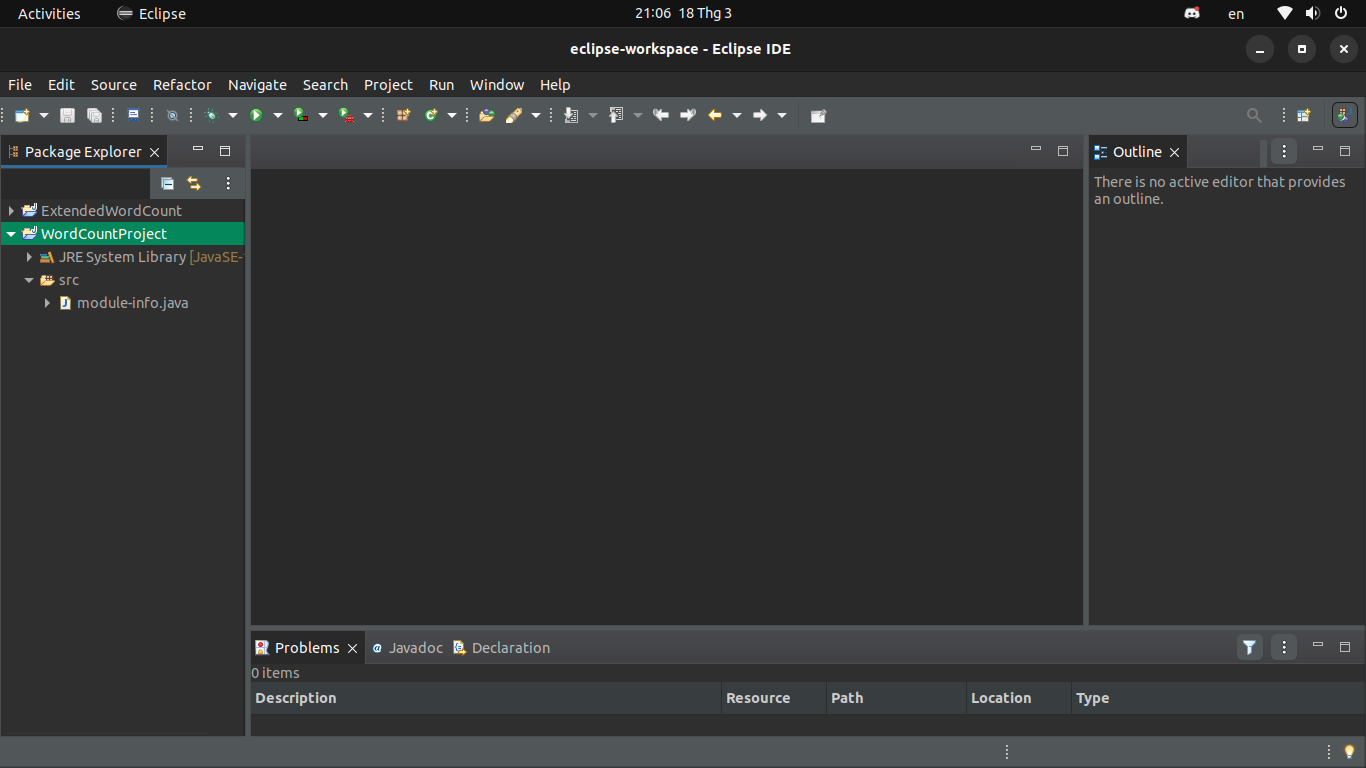 Activities Eclipse 21:06 18 Thg 3 en
eclipse-workspace - Eclipse IDE
File Edit Source Refactor Navigate Search Project Run Window Help
Package Explorer Outline
There is no active editor that provides
an outline.
ExtendedWordCount
WordCountProject
JRE System Library [JavaSE-
src
module-info.java
Problems Javadoc Declaration
0 items
Description Resource Path Location Type